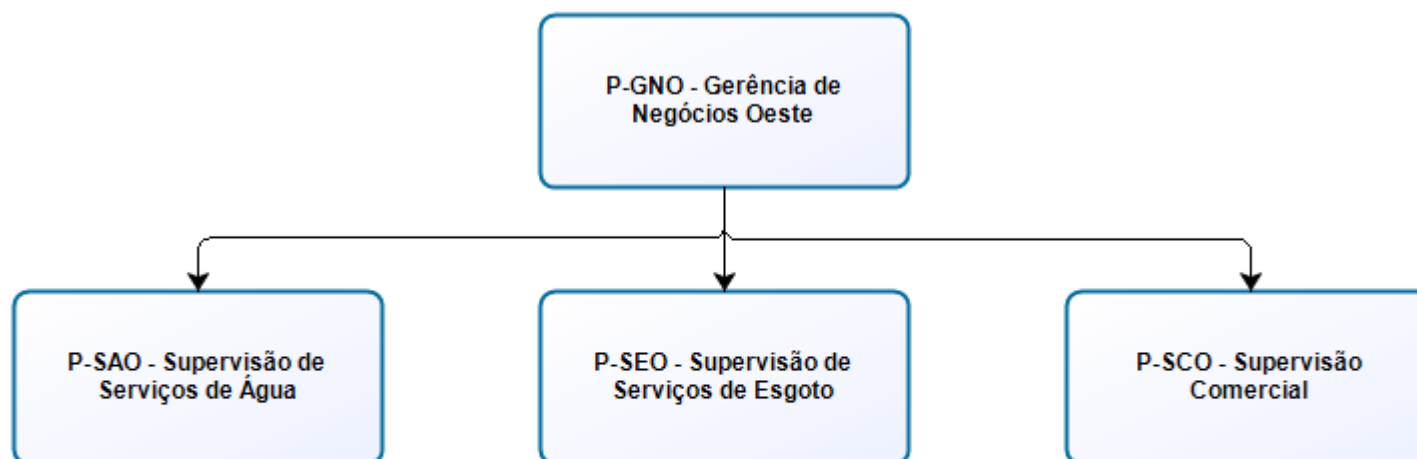 P-GNO - Gerência de
Negócios Oeste
P-SAO - Supervisão de
Serviços de Água
P-SEO - Supervisão de
Serviços de Esgoto
P-SCO - Supervisão
Comercial